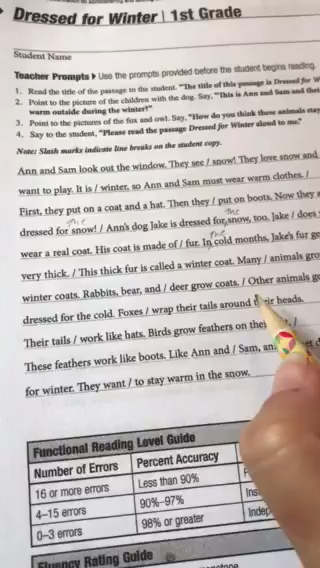 Dressed for Winter | 1st Grade
Student Name
Teacher Prompts ▶ Use the prompts provided before the student begins reading.
1. Read the title of the passage to the student. "The title of this passage is Dressed for W
2. Point to the picture of the children with the dog. Say, "This is Ann and Sam and thei
warm outside during the winter?"
3. Point to the pictures of the fox and owl. Say, "How do you think these animals stay
4. Say to the student, "Please read the passage Dressed for Winter aloud to me."
Note: Slash marks indicate line breaks on the student copy.
Ann and Sam look out the window. They see / snow! They love snow and
want to play. It is / winter, so Ann and Sam must wear warm clothes. /
First, they put on a coat and a hat. Then they / put on boots. Now they a
the the
dressed for snow! / Ann's dog Jake is dressed for snow, too. Jake / does
the
wear a real coat. His coat is made of / fur. In cold months, Jake's fur ge
very thick. / This thick fur is called a winter coat. Many / animals gro
winter coats. Rabbits, bear, and / deer grow coats. / Other animals ge
dressed for the cold. Foxes / wrap their tails around their heads.
Their tails / work like hats. Birds grow feathers on their /
These feathers work like boots. Like Ann and / Sam, an
for winter. They want / to stay warm in the snow.
Functional Reading Level Guide
Number of Errors Percent Accuracy
16 or more errors Less than 90% F
4–15 errors 90%–97% Ins
0–3 errors 98% or greater Indep
Fluency Rating Guide